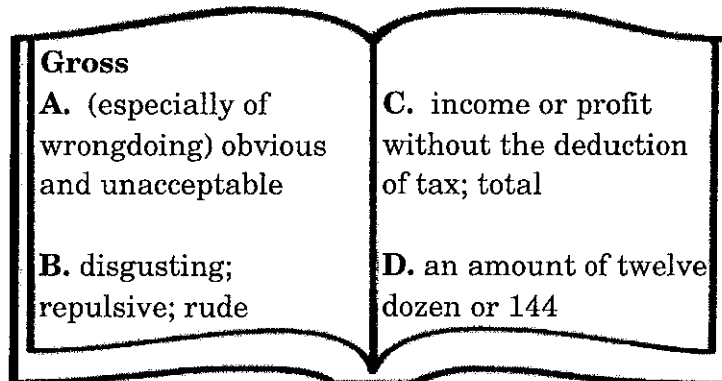 Gross
A. (especially of
wrongdoing) obvious
and unacceptable
B. disgusting;
repulsive; rude
C. income or profit
without the deduction
of tax; total
D. an amount of twelve
dozen or 144